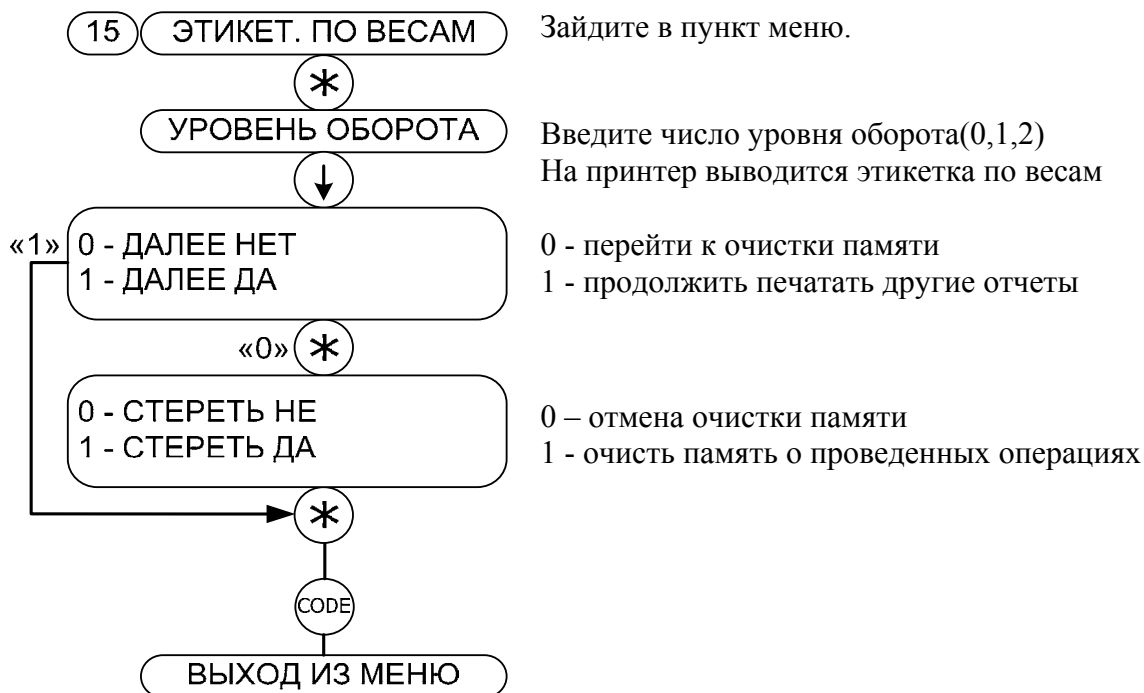 15 ЭТИКЕТ. ПО ВЕСАМ
Зайдите в пункт меню.
*
УРОВЕНЬ ОБОРОТА
Введите число уровня оборота(0,1,2)
На принтер выводится этикетка по весам
↓
«1»
0 - ДАЛЕЕ НЕТ
1 - ДАЛЕЕ ДА
0 - перейти к очистки памяти
1 - продолжить печатать другие отчеты
«0» *
0 - СТЕРЕТЬ НЕ
1 - СТЕРЕТЬ ДА
0 – отмена очистки памяти
1 - очисть память о проведенных операциях
*
CODE
ВЫХОД ИЗ МЕНЮ